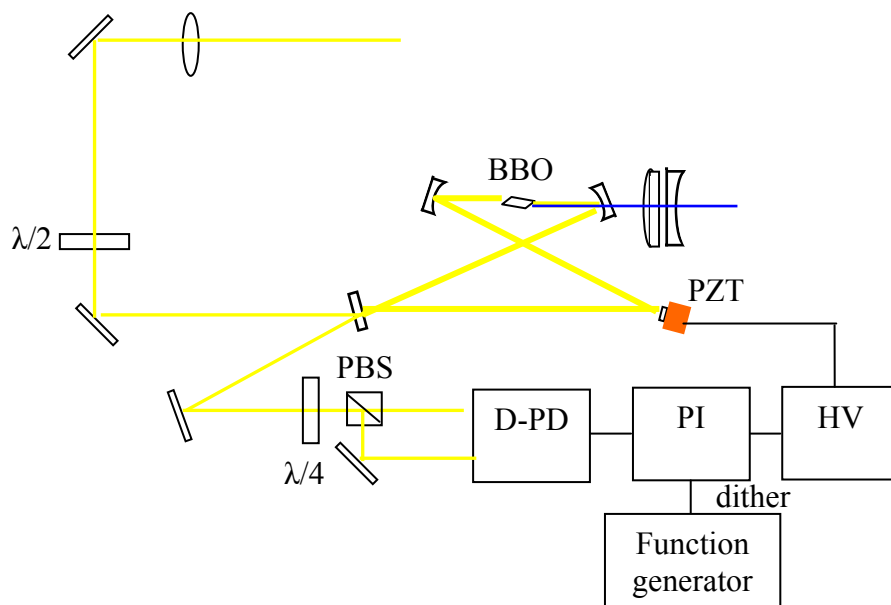 BBO
λ/2
PZT
PBS
D-PD
PI
HV
λ/4
dither
Function
generator